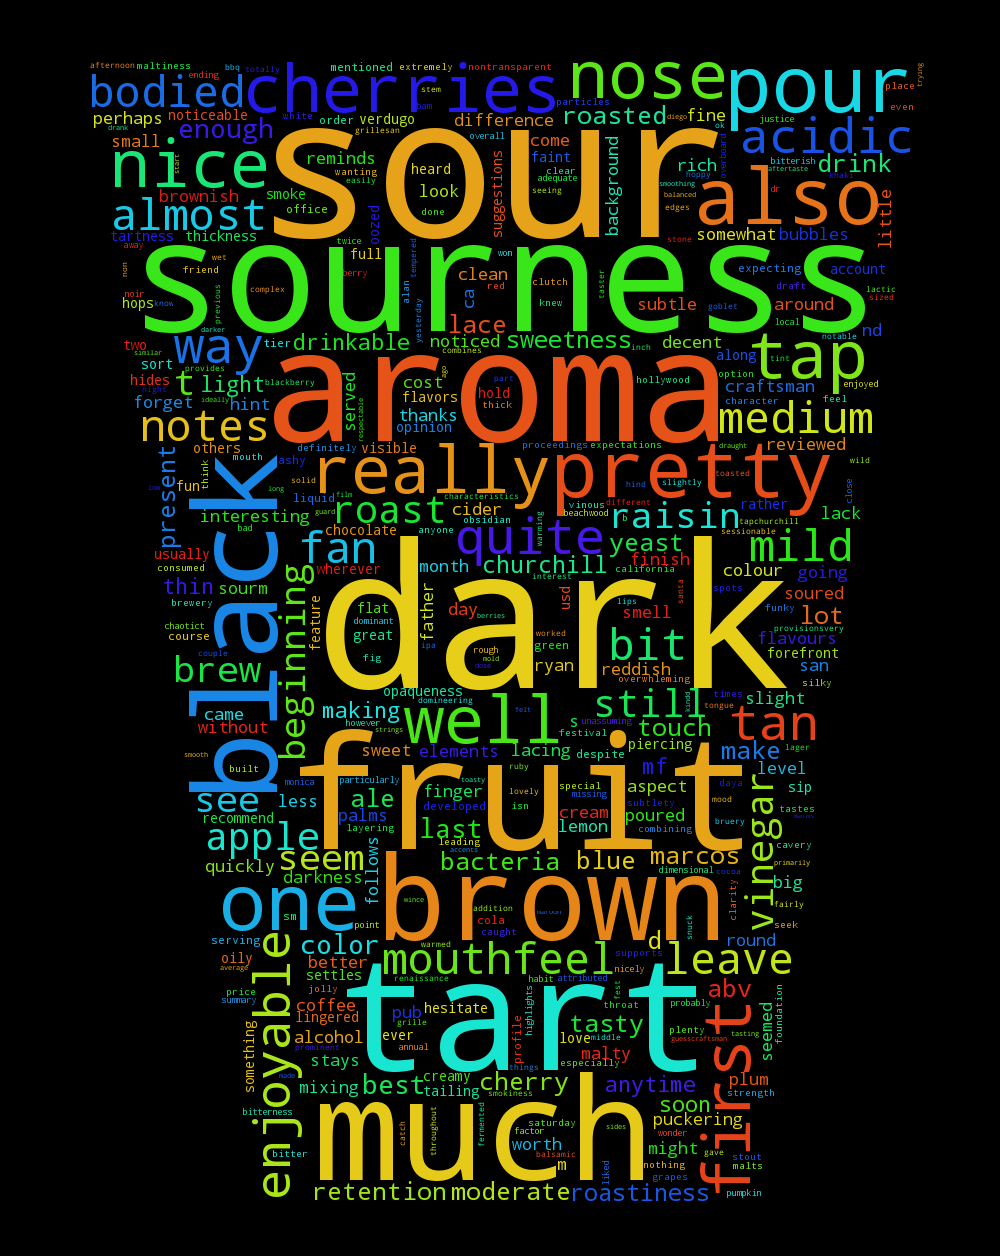 afternoon maltiness bbq totally mentioned extremely nontransparent nose pour trying
ending stem place
bodied cherries bam particles even
perhaps noticeable white order verdugo difference roasted diego fine justice
drank enough grillesan ok acidic
small overall come background overboard
nice start reminds wanting heard clear faint suggestions rich hoppy bitterish drink
easily adequate smoothing aftertaste khaki
brownish smoke look seeing balanced dr also little
almost office done sour edges
tartness thickness oozed stone somewhat bubbles
away twice tempered won
non wet full alan clean sourness expecting account
friend berry red taster lactic
noir complex yesterday ca knew clutch subtle goblet draft sized
hops know previous lace around local nd
darker two way tier drinkable noticed sweetness inch decent along tint notable tap
similar combines
sort provides ago part option enjoyed
hides t light blackberry cost hold hollywood craftsman
night served flavors thick character feel
forget ideally hint respectable thanks aroma
notes opinion medium
others definitely visible proceedings expectations draught reviewed
mouth ashy really hind pretty wild
present think solid toasted
fun liquid film characteristics slightly close
long vinous different rather
interesting guard roast cider obsidian beachwood b raisin tapchurchill lack
bad chocolate anyone warming sessionable
usually fan quite yeast mild
consumed wherever month churchill finish colour going
thin sourm interest california
brewery feature day usd lips santa spots soured
chaotict flat father berries smell funky lot
course dominant worked provisionsvery
beginning great ipa rough green bit flavours
couple fig mold ryan reddish forefront
brew dose dark overwhleming san
black opaqueness silky
domineering still kindd times slight
came making however well felt s unassuming tongue
without strings festival touch tan
smooth sweet elements lacing despite piercing make lager
built ruby mf level
monica particularly toasty lovely special aspect daya
see less ale finger developed isn missing subtlety mood sip tastes
recommend palms cream poured bruery
apple layering last leading lemon combining vinegar cavery
seem accents fruit primarily
quickly bacteria blue marcos
darkness follows dimensional big
wince cocoa clarity fairly
one sm addition brown
point cola snuck seek
serving color caught d round
oily warmed mouthfeel supports leave
average better settles renaissance habit attributed nicely
summary price jolly fest probably abv
coffee pub hesitate highlights throat foundation
lingered grille tart plenty seemed
something alcohol ever profile love tasty
prominent annual middle guesscraftsman tasting
stays especially malty
made mixing best creamy things cherry anytime plum
enjoyable tailing smokiness strength
bitterness fermented soon first
catch throughout much saturday sides puckering
factor wonder
bitter worth balsamic might gave stout
m nothing malts
liked grapes
retention moderate roastiness pumpkin